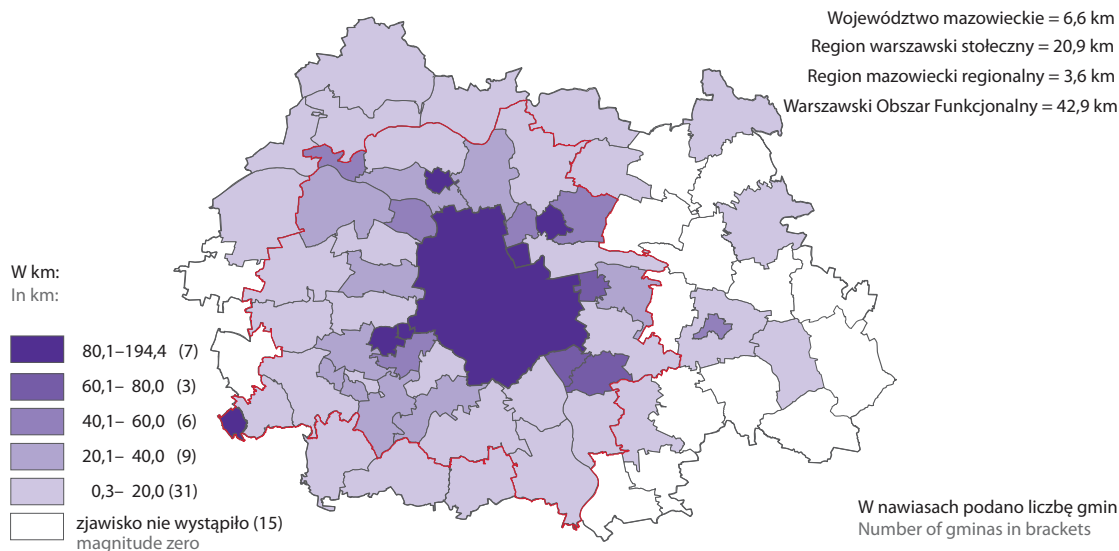 Województwo mazowieckie = 6,6 km
Region warszawski stołeczny = 20,9 km
Region mazowiecki regionalny = 3,6 km
Warszawski Obszar Funkcjonalny = 42,9 km
W km:
In km:
80,1–194,4 (7)
60,1– 80,0 (3)
40,1– 60,0 (6)
20,1– 40,0 (9)
0,3– 20,0 (31)
zjawisko nie wystąpiło (15)
magnitude zero
W nawiasach podano liczbę gmin
Number of gminas in brackets